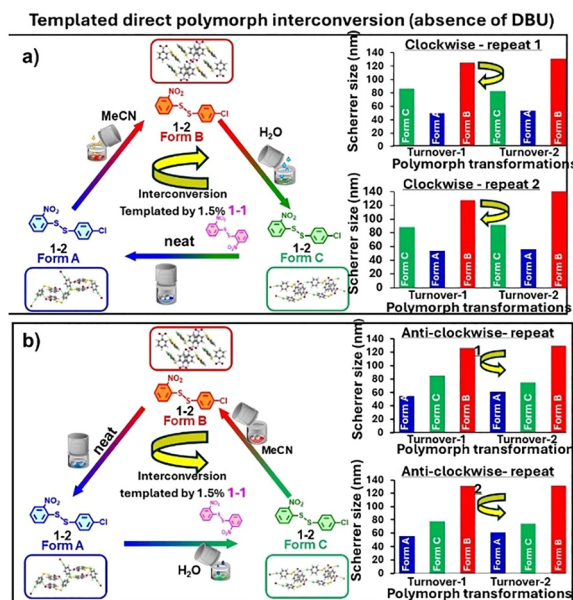 Templated direct polymorph interconversion (absence of DBU)
a)
NO₂
S
S
Cl
1-2
Form B
MeCN
H₂O
Interconversion
Templated by 1.5% 1-1
NO₂
S
S
Cl
1-2
Form A
neat
NO₂
S
S
Cl
1-2
Form C
Clockwise - repeat 1
Scherrer size (nm)
140
120
100
80
60
40
20
0
Form C
Form A
Form B
Form C
Form A
Form B
Turnover-1
Turnover-2
Polymorph transformations
Clockwise - repeat 2
Scherrer size (nm)
140
120
100
80
60
40
20
0
Form C
Form A
Form B
Form C
Form A
Form B
Turnover-1
Turnover-2
Polymorph transformations
b)
NO₂
S
S
Cl
1-2
Form B
neat
MeCN
Interconversion
templated by 1.5% 1-1
NO₂
S
S
Cl
1-2
Form A
H₂O
NO₂
S
S
Cl
1-2
Form C
Anti-clockwise- repeat
1
Scherrer size (nm)
140
120
100
80
60
40
20
0
Form A
Form C
Form B
Form A
Form C
Form B
Turnover-1
Turnover-2
Polymorph transformations
Anti-clockwise- repeat
2
Scherrer size (nm)
140
120
100
80
60
40
20
0
Form A
Form C
Form B
Form A
Form C
Form B
Turnover-1
Turnover-2
Polymorph transformations